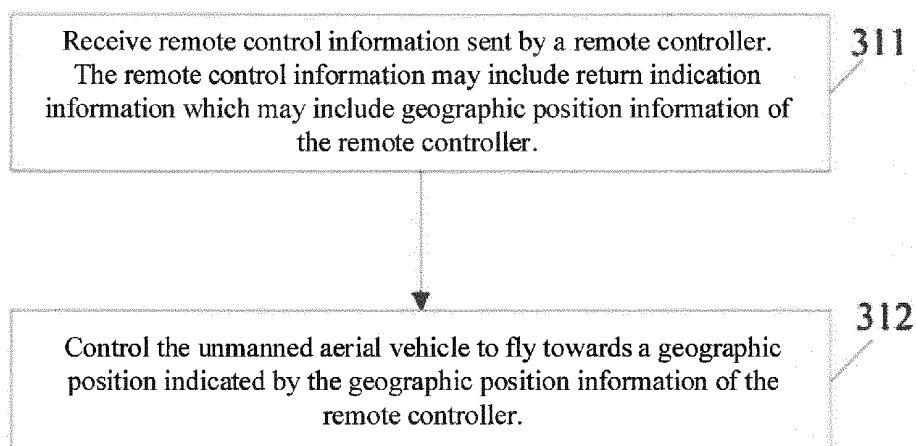 Receive remote control information sent by a remote controller.
The remote control information may include return indication
information which may include geographic position information of
the remote controller.
311
Control the unmanned aerial vehicle to fly towards a geographic
position indicated by the geographic position information of the
remote controller.
312